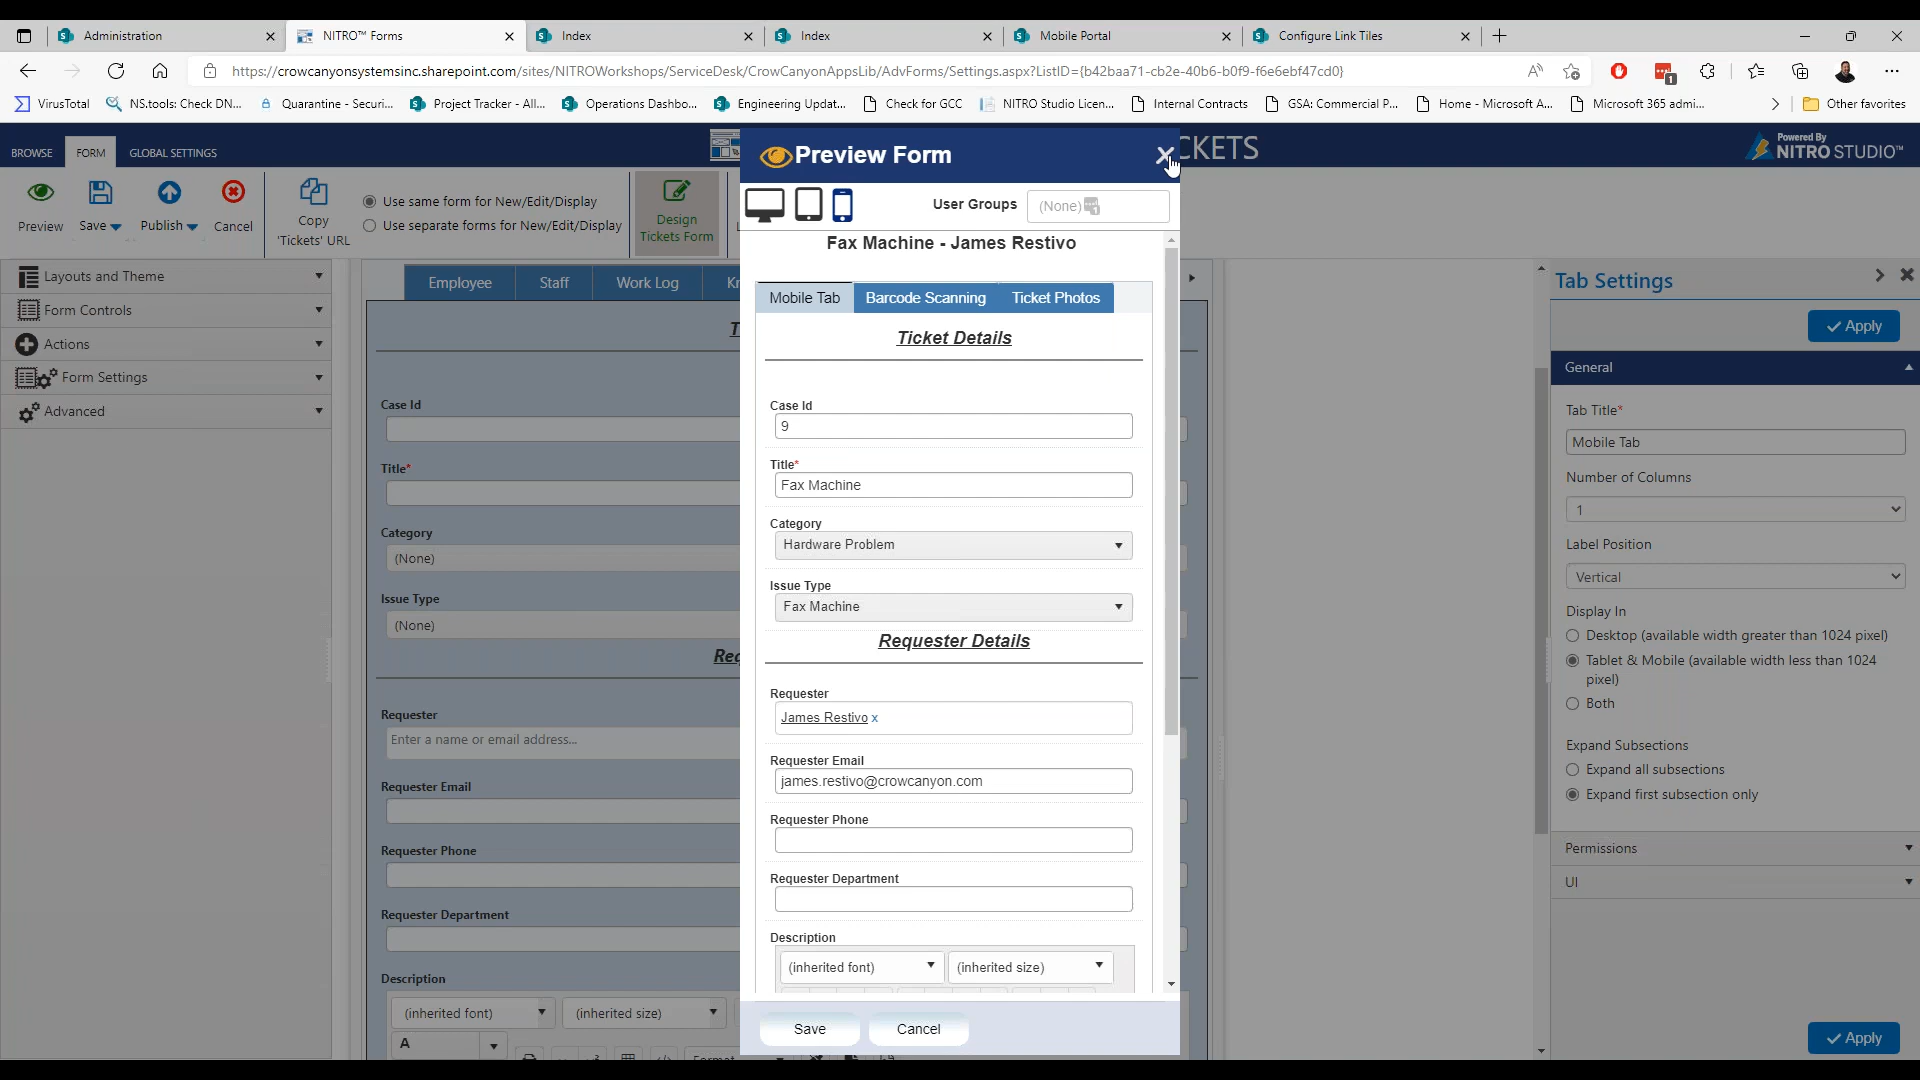 Administration
NITRO™ Forms
Index
Index
Mobile Portal
Configure Link Tiles
https://crowcanyonsystemsinc.sharepoint.com/sites/NITROWorkshops/ServiceDesk/CrowCanyonAppsLib/AdvForms/Settings.aspx?ListID={b42baa71-cb2e-40b6-b0f9-f6e6ebf47cd0}
1
VirusTotal
NS.tools: Check DN...
Quarantine - Securi...
Project Tracker - All...
Operations Dashbo...
Engineering Updat...
Check for GCC
NITRO Studio Licen...
Internal Contracts
GSA: Commercial P...
Home - Microsoft A...
Microsoft 365 admi...
Other favorites
BROWSE
FORM
GLOBAL SETTINGS
CKETS
Powered By
NITRO STUDIO™
Preview
Save
Publish
Cancel
Copy
'Tickets' URL
Use same form for New/Edit/Display
Use separate forms for New/Edit/Display
Design
Tickets Form
Layouts and Theme
Form Controls
Actions
Form Settings
Advanced
Employee
Staff
Work Log
Kn
Case Id
Title*
Category
(None)
Issue Type
(None)
Req
Requester
Enter a name or email address...
Requester Email
Requester Phone
Requester Department
Description
(inherited font)
(inherited size)
A
Format
Preview Form
User Groups
(None)
Fax Machine - James Restivo
Mobile Tab
Barcode Scanning
Ticket Photos
Ticket Details
Case Id
9
Title*
Fax Machine
Category
Hardware Problem
Issue Type
Fax Machine
Requester Details
Requester
James Restivo x
Requester Email
james.restivo@crowcanyon.com
Requester Phone
Requester Department
Description
(inherited font)
(inherited size)
Save
Cancel
Tab Settings
Apply
General
Tab Title*
Mobile Tab
Number of Columns
1
Label Position
Vertical
Display In
Desktop (available width greater than 1024 pixel)
Tablet & Mobile (available width less than 1024
pixel)
Both
Expand Subsections
Expand all subsections
Expand first subsection only
Permissions
UI
Apply